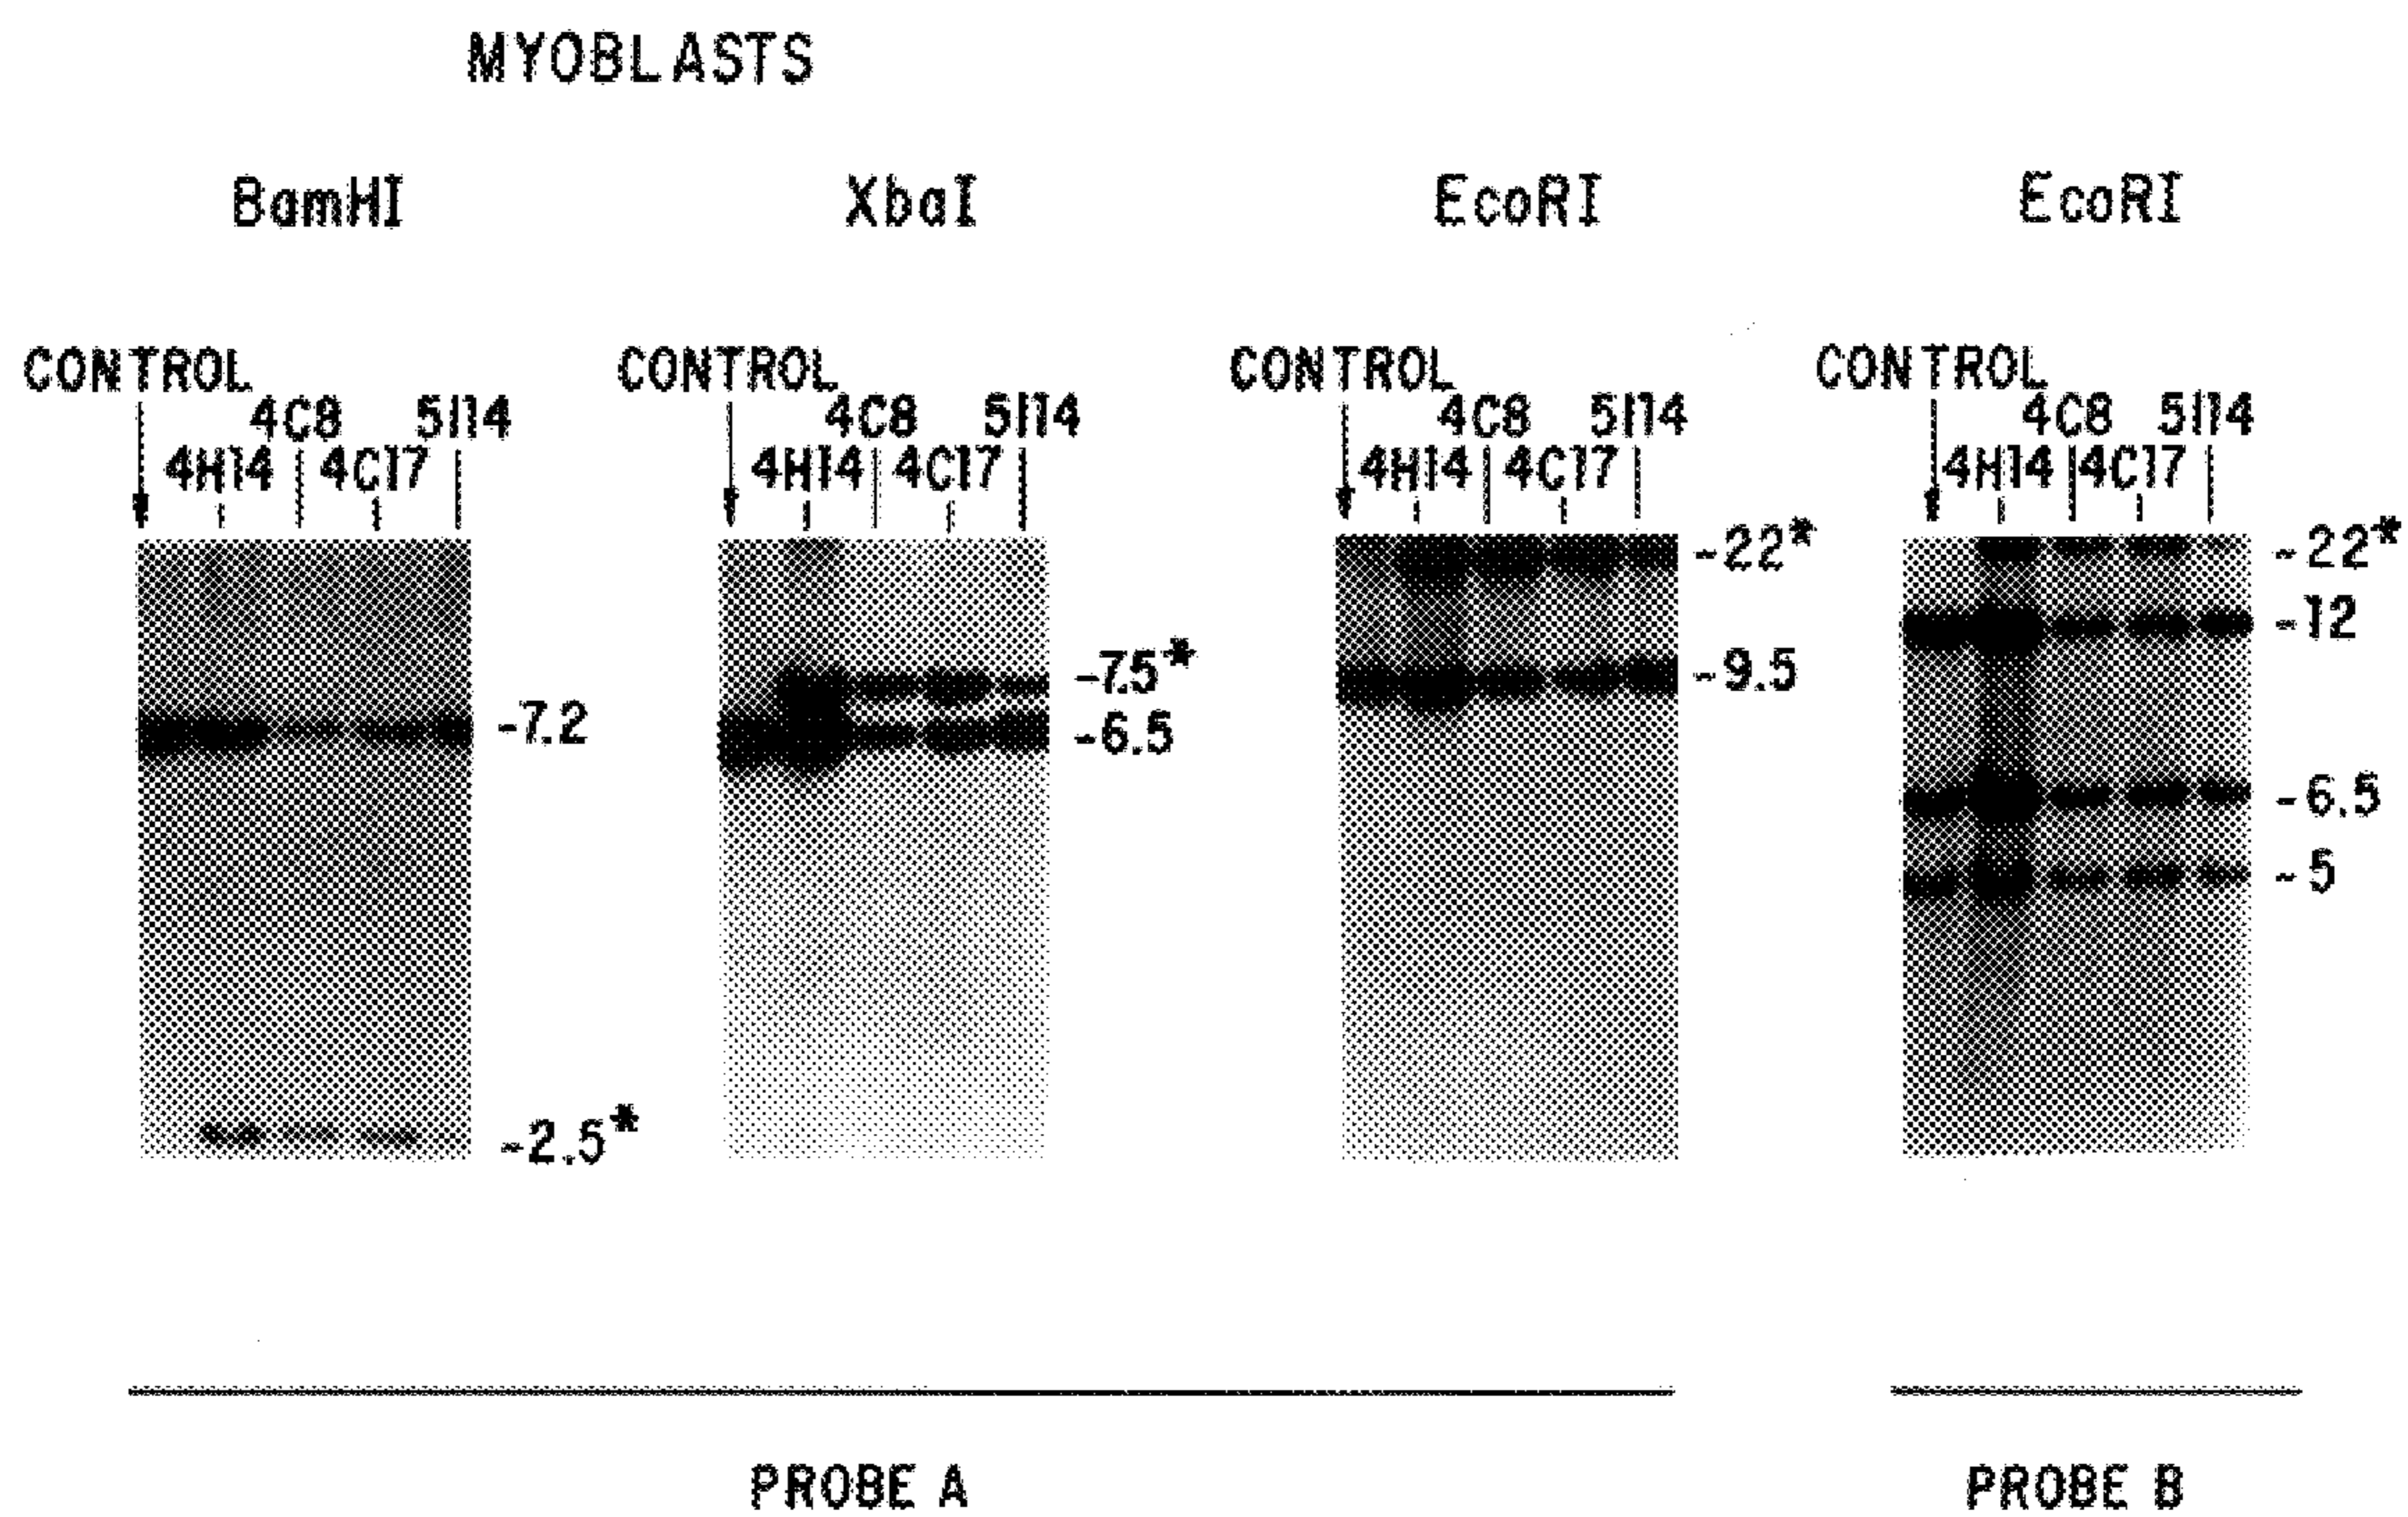 MYOBLASTS
BamHI XbaI EcoRI EcoRI
CONTROL CONTROL CONTROL CONTROL
4C8 5I14 4C8 5I14 4C8 5I14 4C8 5I14
4H14 4C17 4H14 4C17 4H14 4C17 4H14 4C17
-22* -22*
-12
-7.5* -9.5
-7.2 -6.5
-6.5
-5
-2.5*
PROBE A PROBE B